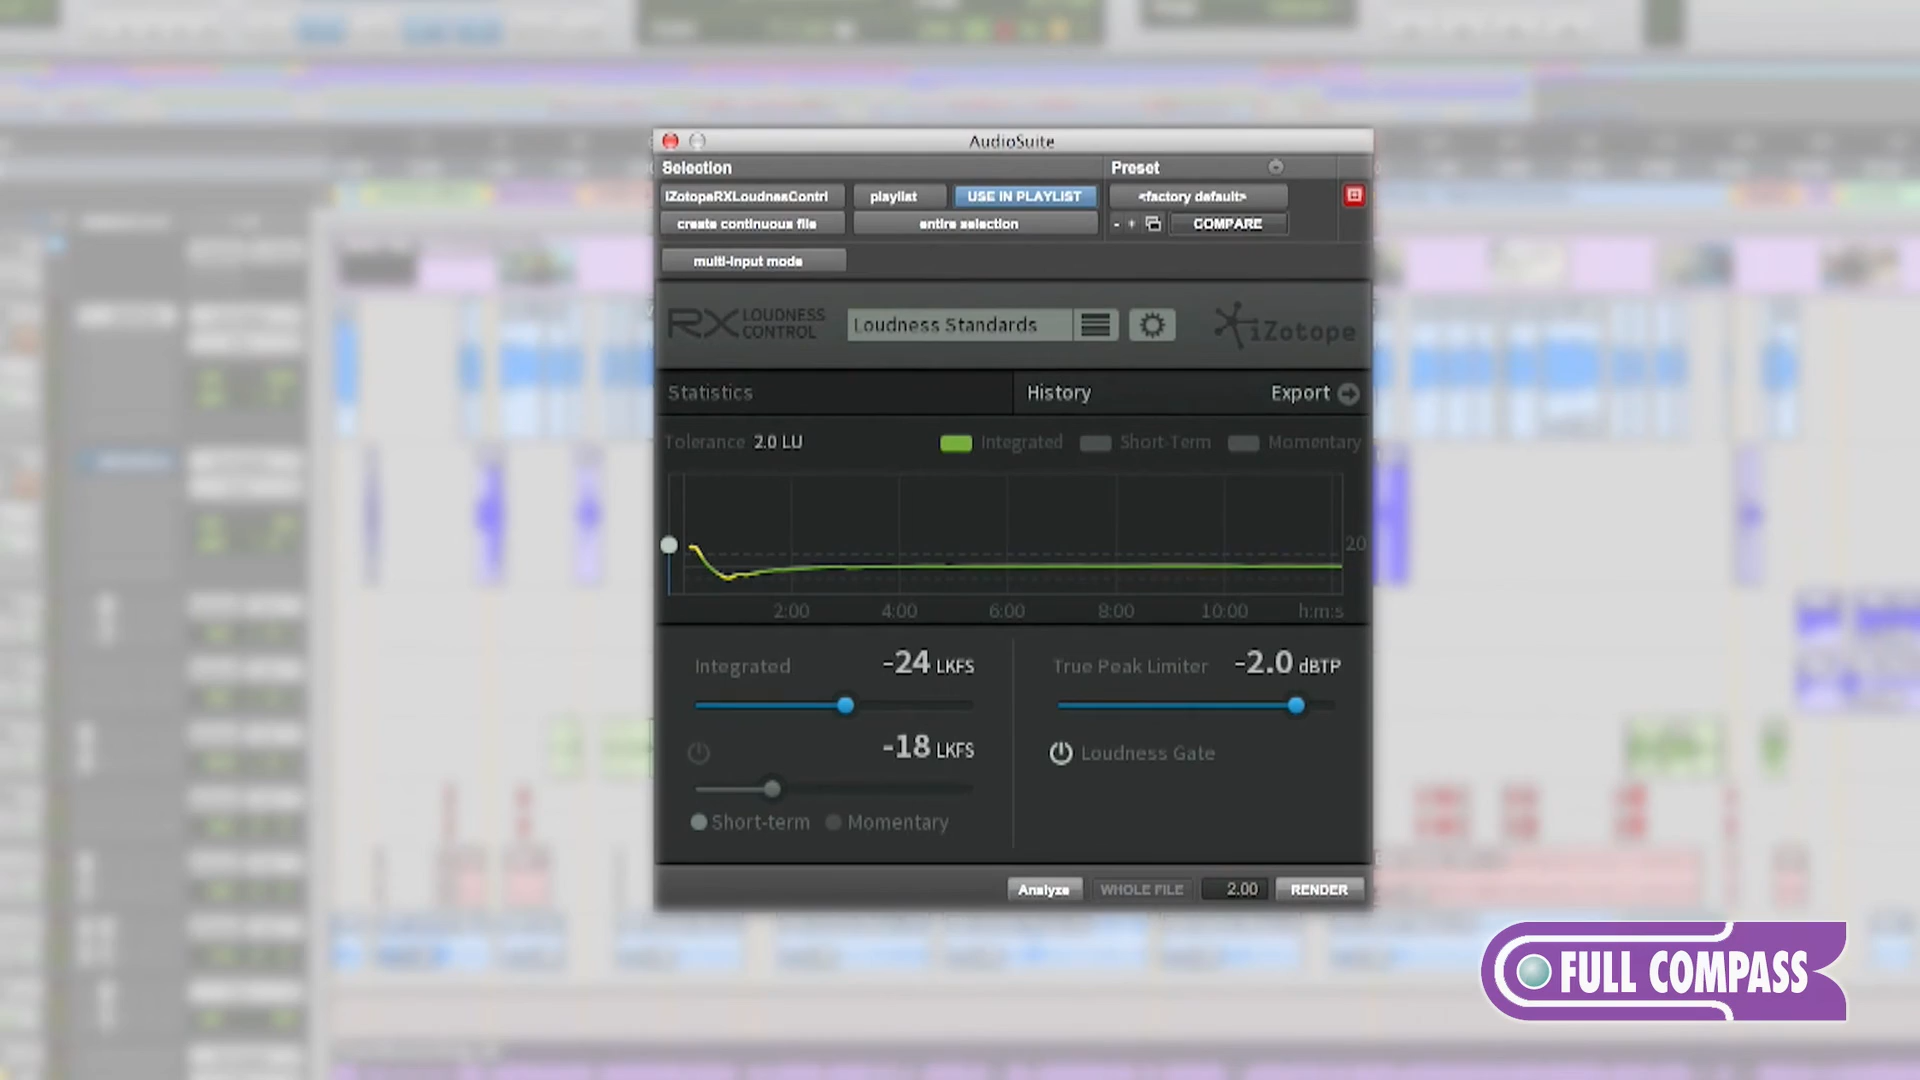 AudioSuite
Selection
Preset
iZotopeRXLoudnesContrl
playlist
USE IN PLAYLIST
<factory default>
create continuous file
entire selection
- +
COMPARE
multi-input mode
RX LOUDNESS CONTROL
Loudness Standards
iZotope
Statistics
History
Export
Tolerance 2.0 LU
Integrated
Short-Term
Momentary
20
2:00 4:00 6:00 8:00 10:00 h:m:s
Integrated -24 LKFS
True Peak Limiter -2.0 dBTP
-18 LKFS
Loudness Gate
Short-term
Momentary
Analyze
WHOLE FILE
2.00
RENDER
FULL COMPASS